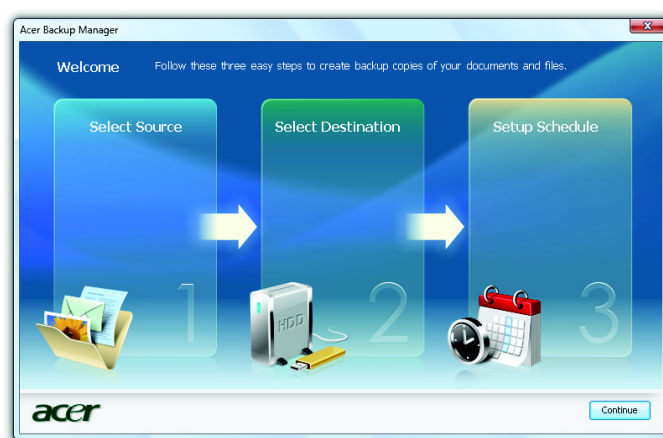 Acer Backup Manager
Welcome
Follow these three easy steps to create backup copies of your documents and files.
Select Source
Select Destination
Setup Schedule
HDD
1
2
3
acer
Continue